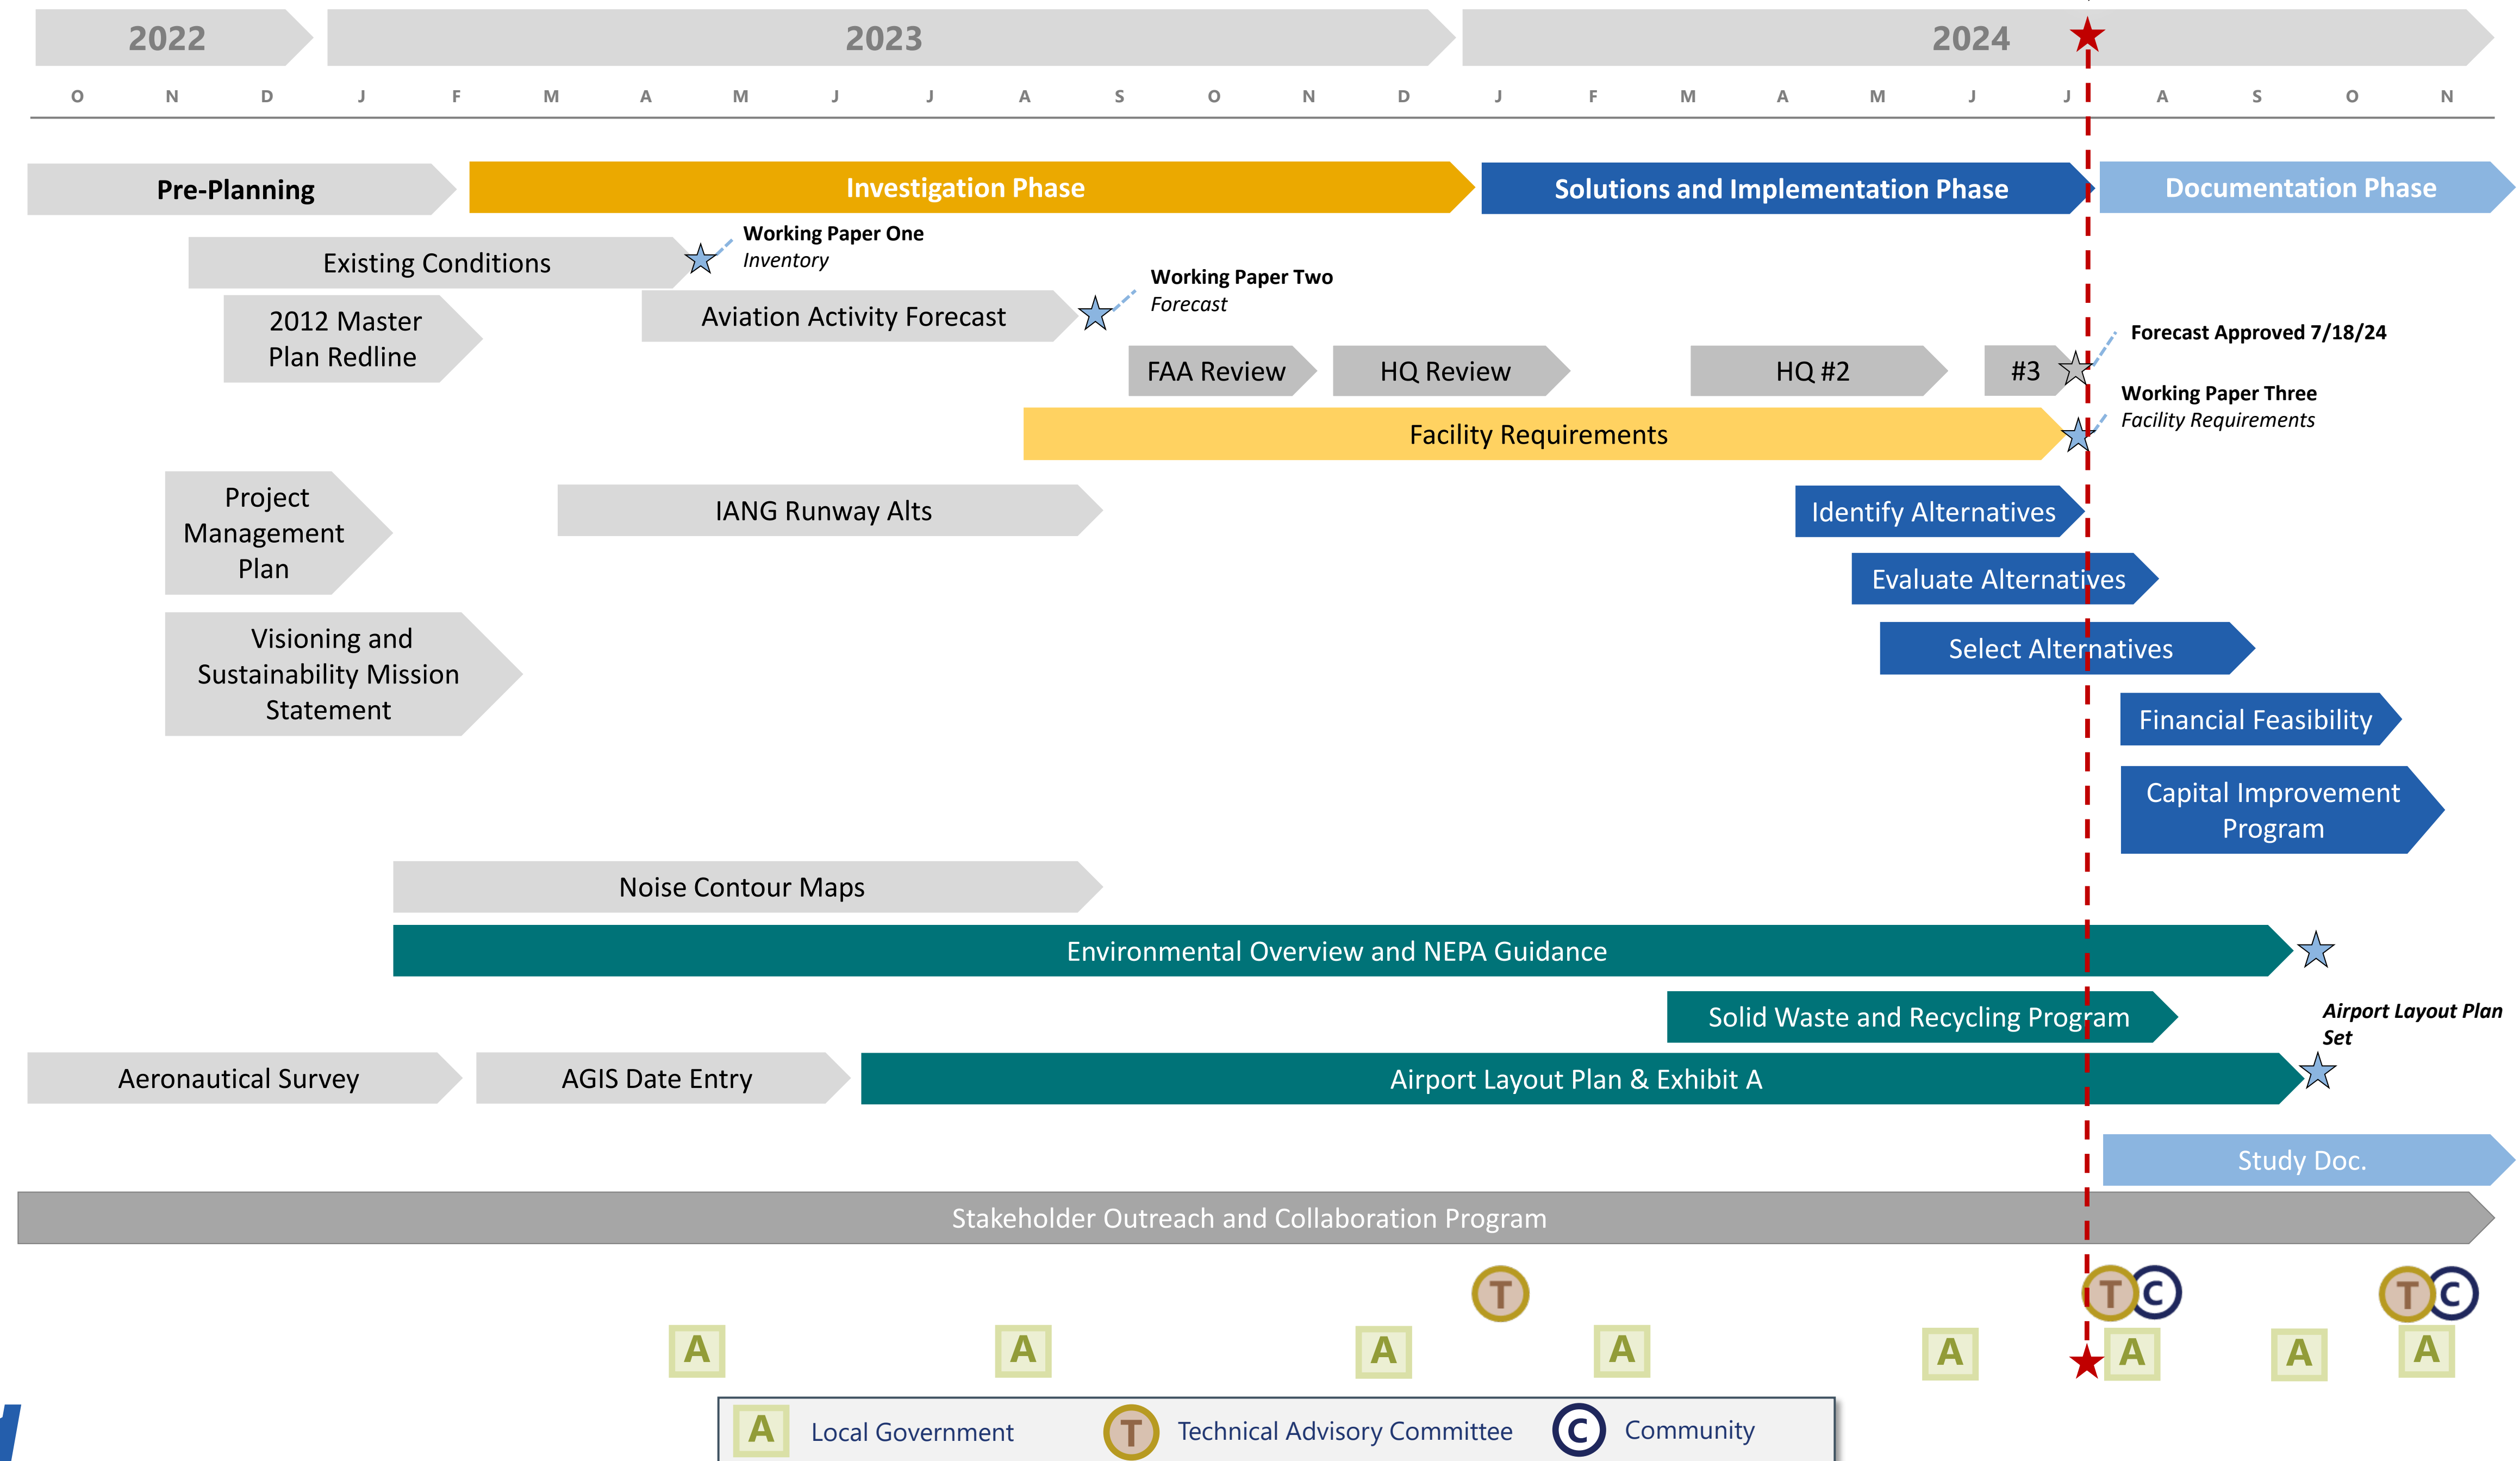 2022
2023
2024
O N D J F M A M J J A S O N D J F M A M J J A S O N
Pre-Planning
Investigation Phase
Solutions and Implementation Phase
Documentation Phase
Existing Conditions
Working Paper One
Inventory
2012 Master
Plan Redline
Aviation Activity Forecast
Working Paper Two
Forecast
FAA Review
HQ Review
HQ #2
#3
Forecast Approved 7/18/24
Facility Requirements
Working Paper Three
Facility Requirements
Project
Management
Plan
IANG Runway Alts
Identify Alternatives
Evaluate Alternatives
Visioning and
Sustainability Mission
Statement
Select Alternatives
Financial Feasibility
Capital Improvement
Program
Noise Contour Maps
Environmental Overview and NEPA Guidance
Solid Waste and Recycling Program
Airport Layout Plan
Set
Aeronautical Survey
AGIS Date Entry
Airport Layout Plan & Exhibit A
Study Doc.
Stakeholder Outreach and Collaboration Program
T
T C
T C
A
A
A
A
A
A
A
A
A Local Government
T Technical Advisory Committee
C Community